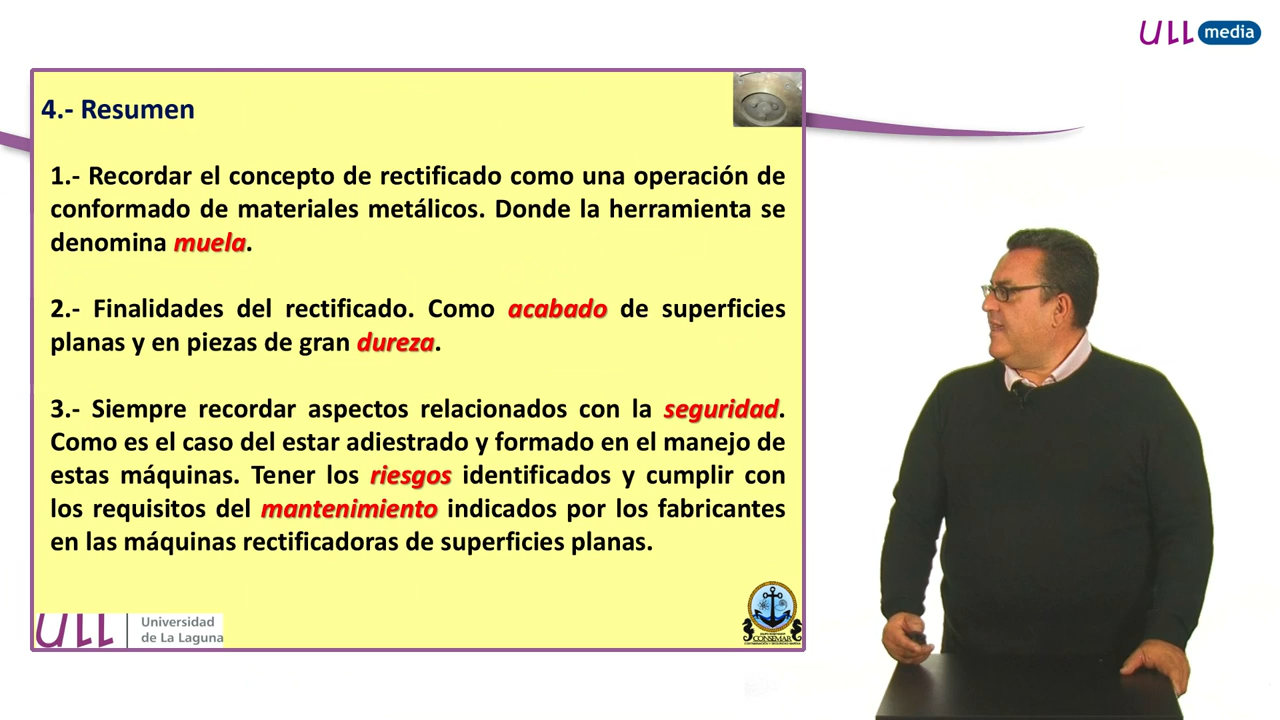 ULL media
4.- Resumen
1.- Recordar el concepto de rectificado como una operación de
conformado de materiales metálicos. Donde la herramienta se
denomina muela.
2.- Finalidades del rectificado. Como acabado de superficies
planas y en piezas de gran dureza.
3.- Siempre recordar aspectos relacionados con la seguridad.
Como es el caso del estar adiestrado y formado en el manejo de
estas máquinas. Tener los riesgos identificados y cumplir con
los requisitos del mantenimiento indicados por los fabricantes
en las máquinas rectificadoras de superficies planas.
ULL
Universidad
de La Laguna
CONSEMAR